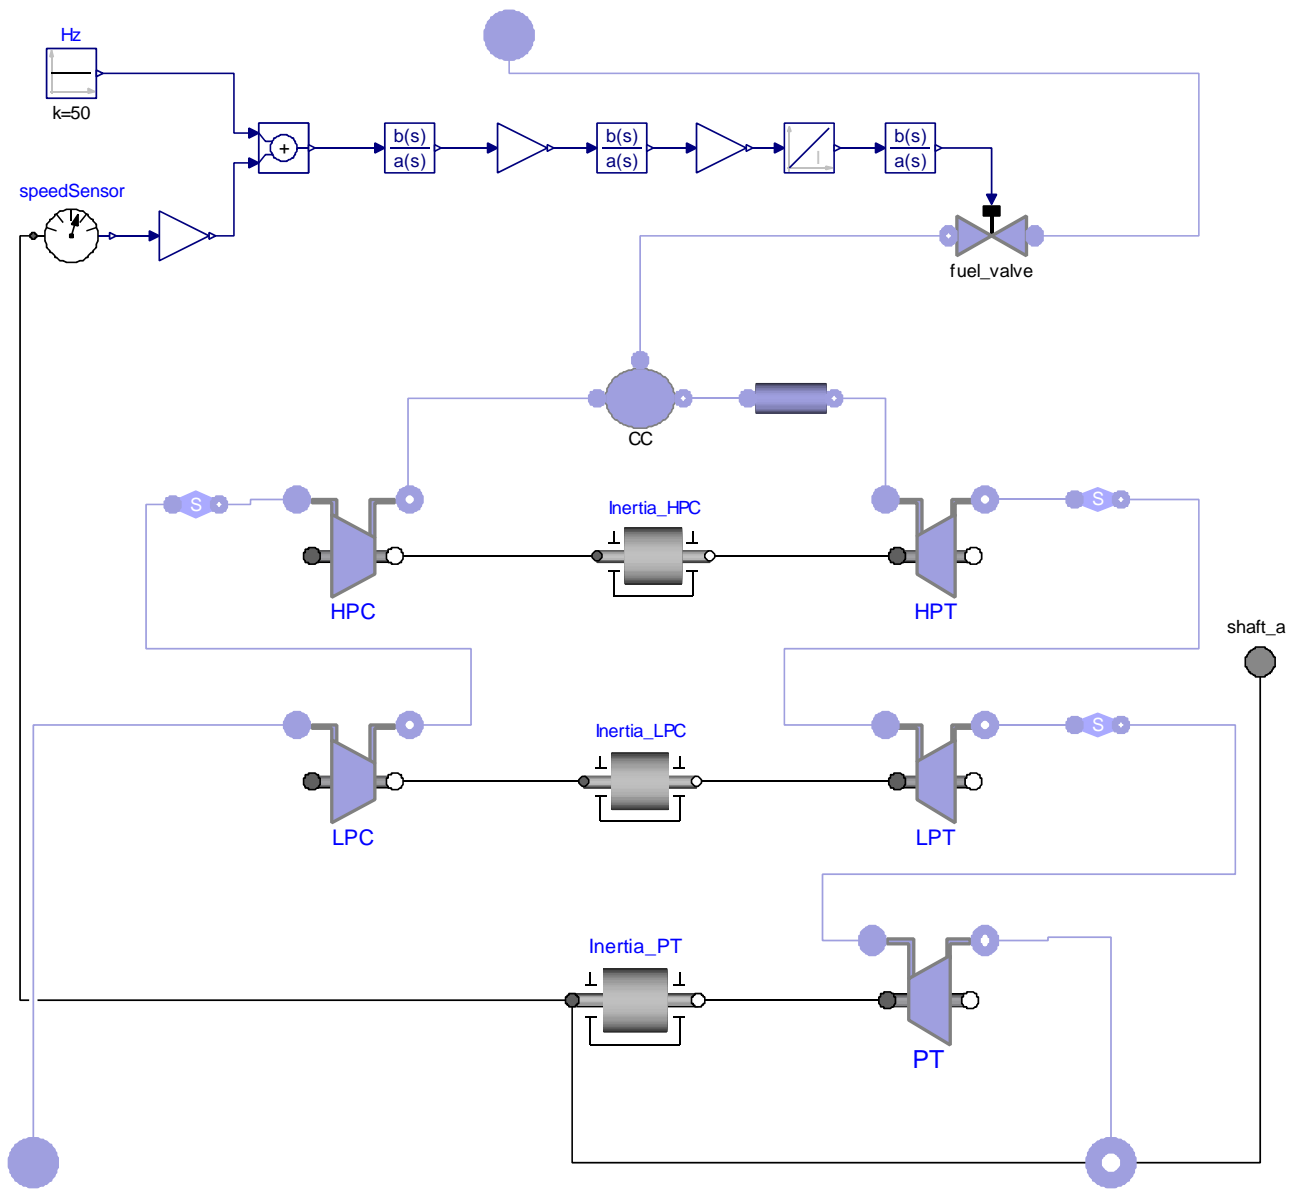 Hz
k=50
+
b(s)
a(s)
b(s)
a(s)
I
b(s)
a(s)
speedSensor
fuel_valve
CC
S
Inertia_HPC
S
HPC
HPT
shaft_a
Inertia_LPC
S
LPC
LPT
Inertia_PT
PT